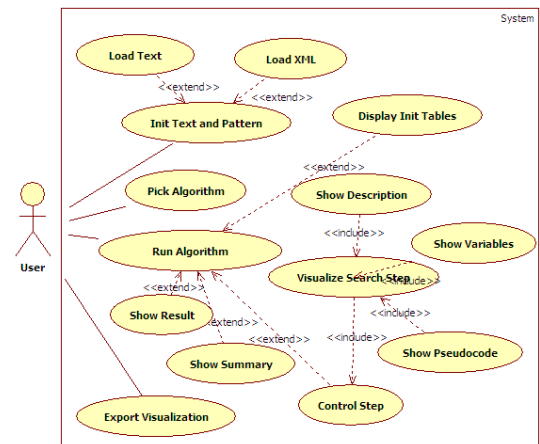 System
Load Text
Load XML
<<extend>>
<<extend>>
Display Init Tables
Init Text and Pattern
<<extend>>
Pick Algorithm
Show Description
<<include>>
Show Variables
User
Run Algorithm
Visualize Search Step
<<include>>
<<extend>>
Show Result
<<include>>
<<extend>>
<<extend>>
<<include>>
Show Summary
Show Pseudocode
Export Visualization
Control Step